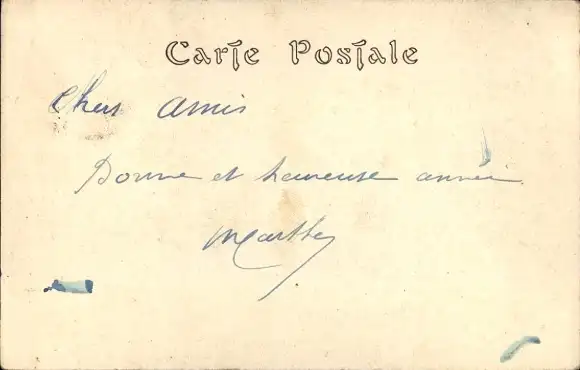 Carte Postale
Chers amis
Bonne et heureuse année
Marthe